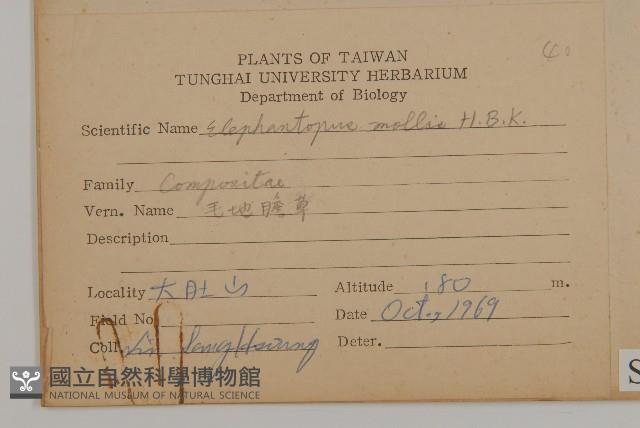 40
PLANTS OF TAIWAN
TUNGHAI UNIVERSITY HERBARIUM
Department of Biology
Scientific Name Elephantopus mollis H.B.K.
Family Compositae
Vern. Name 毛地膽草
Description
Locality 大肚山
Altitude 180 m.
Field No
Date Oct., 1969
Coll. Lin
Deter.
S
國立自然科學博物館
NATIONAL MUSEUM OF NATURAL SCIENCE